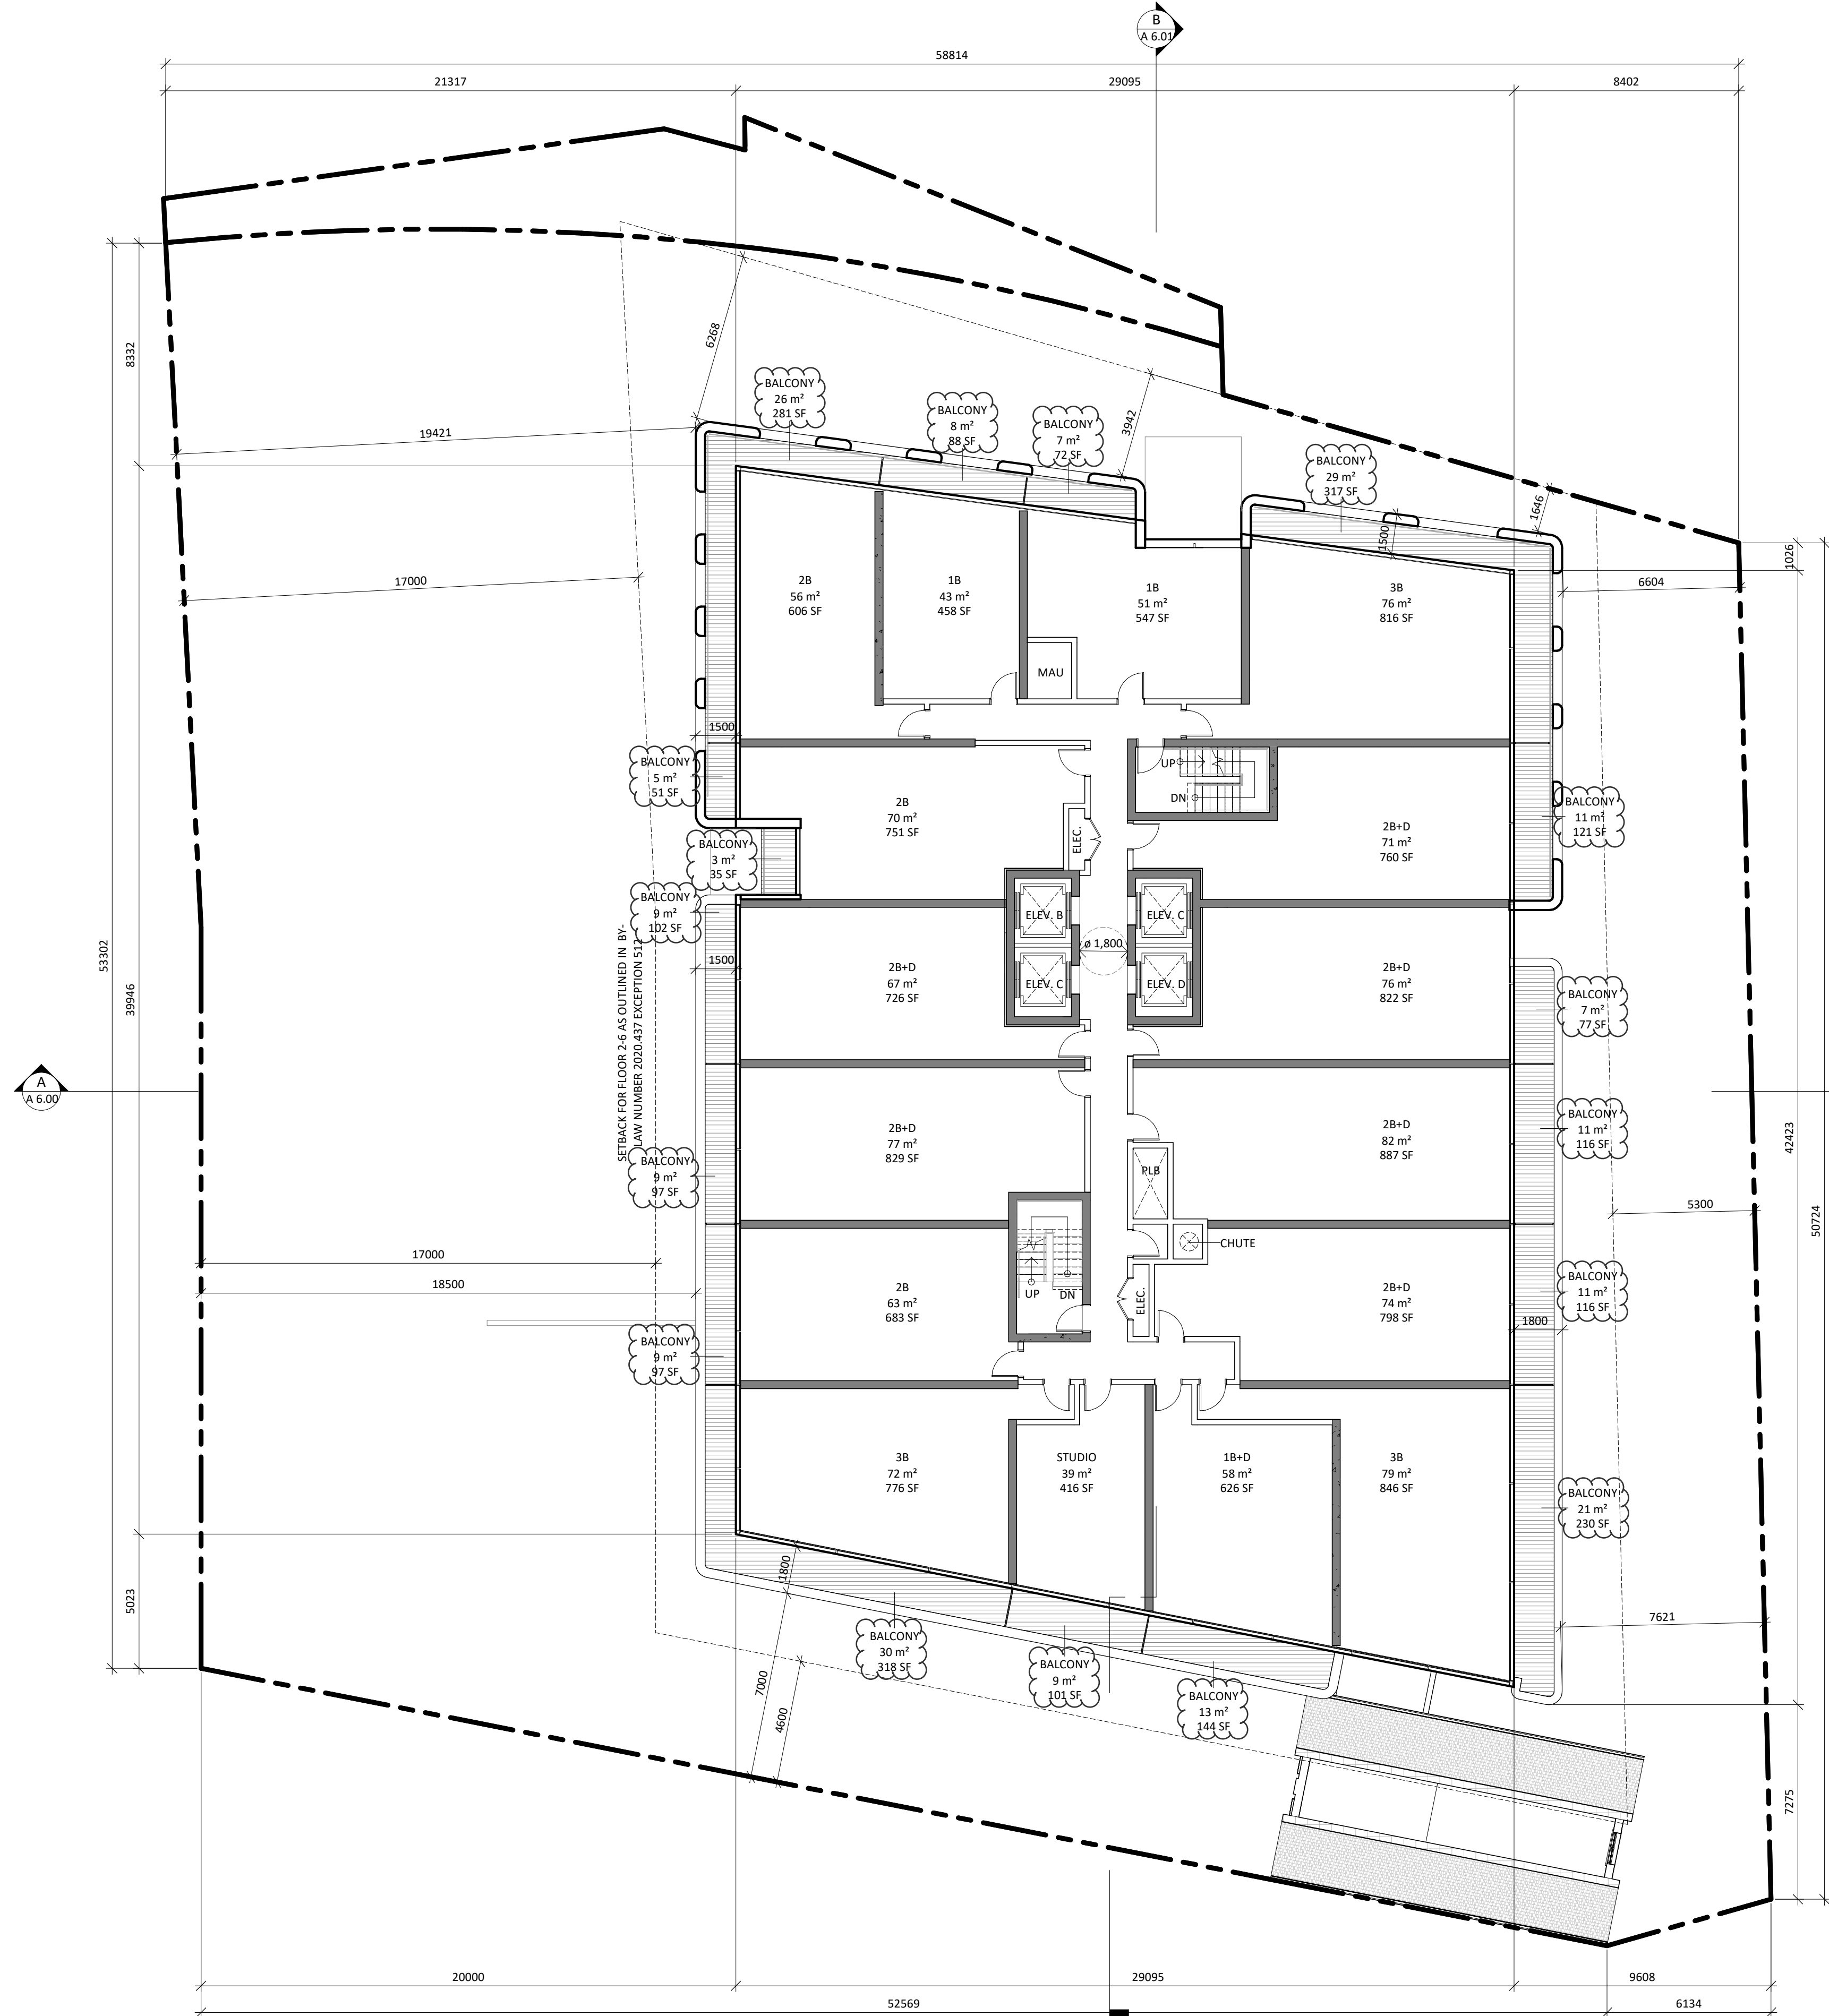 B
A 6.01
58814
21317
29095
8402
6268
8332
19421
BALCONY
26 m²
281 SF
BALCONY
8 m²
88 SF
BALCONY
7 m²
72 SF
3942
BALCONY
29 m²
317 SF
1646
1500
1026
6604
17000
2B
56 m²
606 SF
1B
43 m²
458 SF
1B
51 m²
547 SF
3B
76 m²
816 SF
MAU
1500
BALCONY
5 m²
51 SF
UP
DN
2B
70 m²
751 SF
ELEC.
2B+D
71 m²
760 SF
BALCONY
11 m²
121 SF
BALCONY
3 m²
35 SF
BALCONY
9 m²
102 SF
ELEV. B
ELEV. C
ø 1,800
ELEV. C
ELEV. D
53302
39946
1500
2B+D
67 m²
726 SF
2B+D
76 m²
822 SF
BALCONY
7 m²
77 SF
SETBACK FOR FLOOR 2-6 AS OUTLINED IN BY-
LAW NUMBER 2020.437 EXCEPTION 512
A
A 6.00
2B+D
77 m²
829 SF
2B+D
82 m²
887 SF
BALCONY
11 m²
116 SF
42423
50724
BALCONY
9 m²
97 SF
PLB
5300
17000
18500
CHUTE
UP
DN
ELEC.
2B
63 m²
683 SF
2B+D
74 m²
798 SF
BALCONY
11 m²
116 SF
1800
BALCONY
9 m²
97 SF
3B
72 m²
776 SF
STUDIO
39 m²
416 SF
1B+D
58 m²
626 SF
3B
79 m²
846 SF
BALCONY
21 m²
230 SF
1800
5023
7621
BALCONY
30 m²
318 SF
BALCONY
9 m²
101 SF
BALCONY
13 m²
144 SF
7000
4600
7275
20000
29095
9608
52569
6134